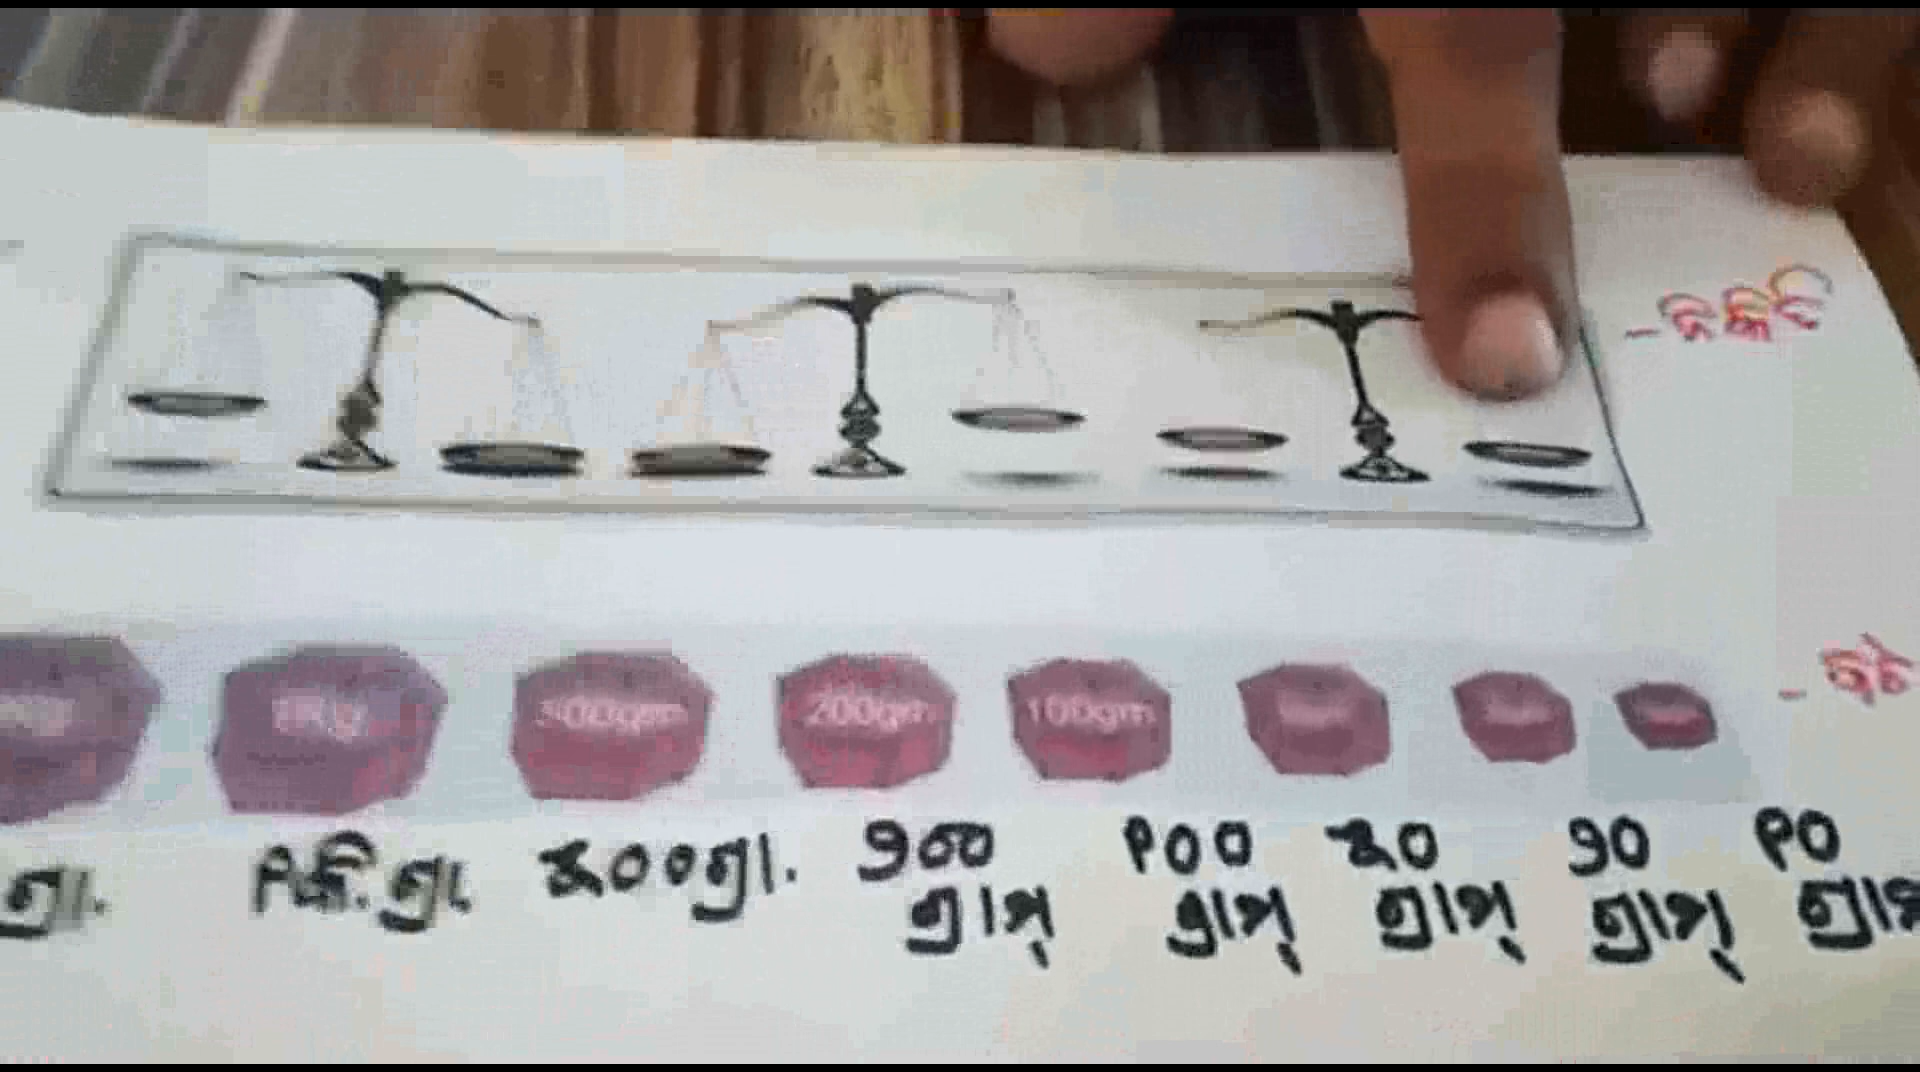 - ନିକିତି
1Kg 500gm 200gm 100gm
ଗ୍ରା. ୧କି.ଗ୍ରା. ୫୦୦ଗ୍ରା. ୨୦୦ ୧୦୦ ୫୦ ୨୦ ୧୦
ଗ୍ରାମ୍ ଗ୍ରାମ୍ ଗ୍ରାମ୍ ଗ୍ରାମ୍